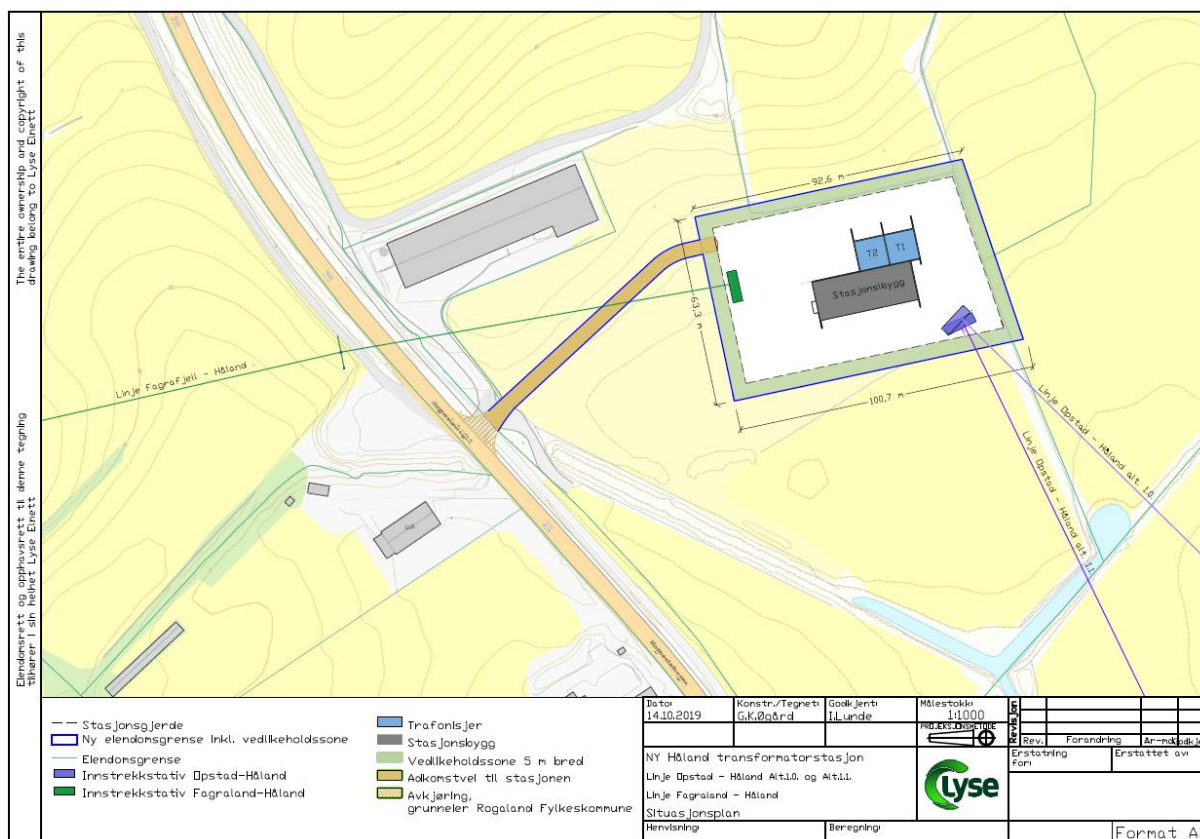 The entire ownership and copyright of this
drawing belong to Lyse Elnett
Eiendomsrett og opphavsrett til denne tegning
tilhører i sin helhet Lyse Elnett
92,6 m
63,3 m
100,7 m
T2
T1
Stasjonsbygg
Linje Fagrafjell - Håland
Linje Opstad - Håland alt. 1.0.
Linje Opstad - Håland alt. 1.1.
Stasjonsgjerde
Ny eiendomsgrense inkl. vedlikeholdssone
Eiendomsgrense
Innstrekkstativ Opstad-Håland
Innstrekkstativ Fagraland-Håland
Trafonisjer
Stasjonsbygg
Vedlikeholdssone 5 m bred
Adkomstvei til stasjonen
Avkjøring,
grunneier Rogaland Fylkeskommune
Dato:
14.10.2019
Konstr./Tegnet:
G.K.Øgård
Godkjent:
I.Lunde
Målestokk:
1:1000
PROJEKSJONSMETODE
Revisjon
Rev.
Forandring
Erstatning
for:
Erstattet av:
NY Håland transformatorstasjon
Linje Opstad - Håland Alt.1.0. og Alt.1.1.
Linje Fagraland - Håland
Situasjonsplan
Lyse
Henvisning:
Beregning:
Format A